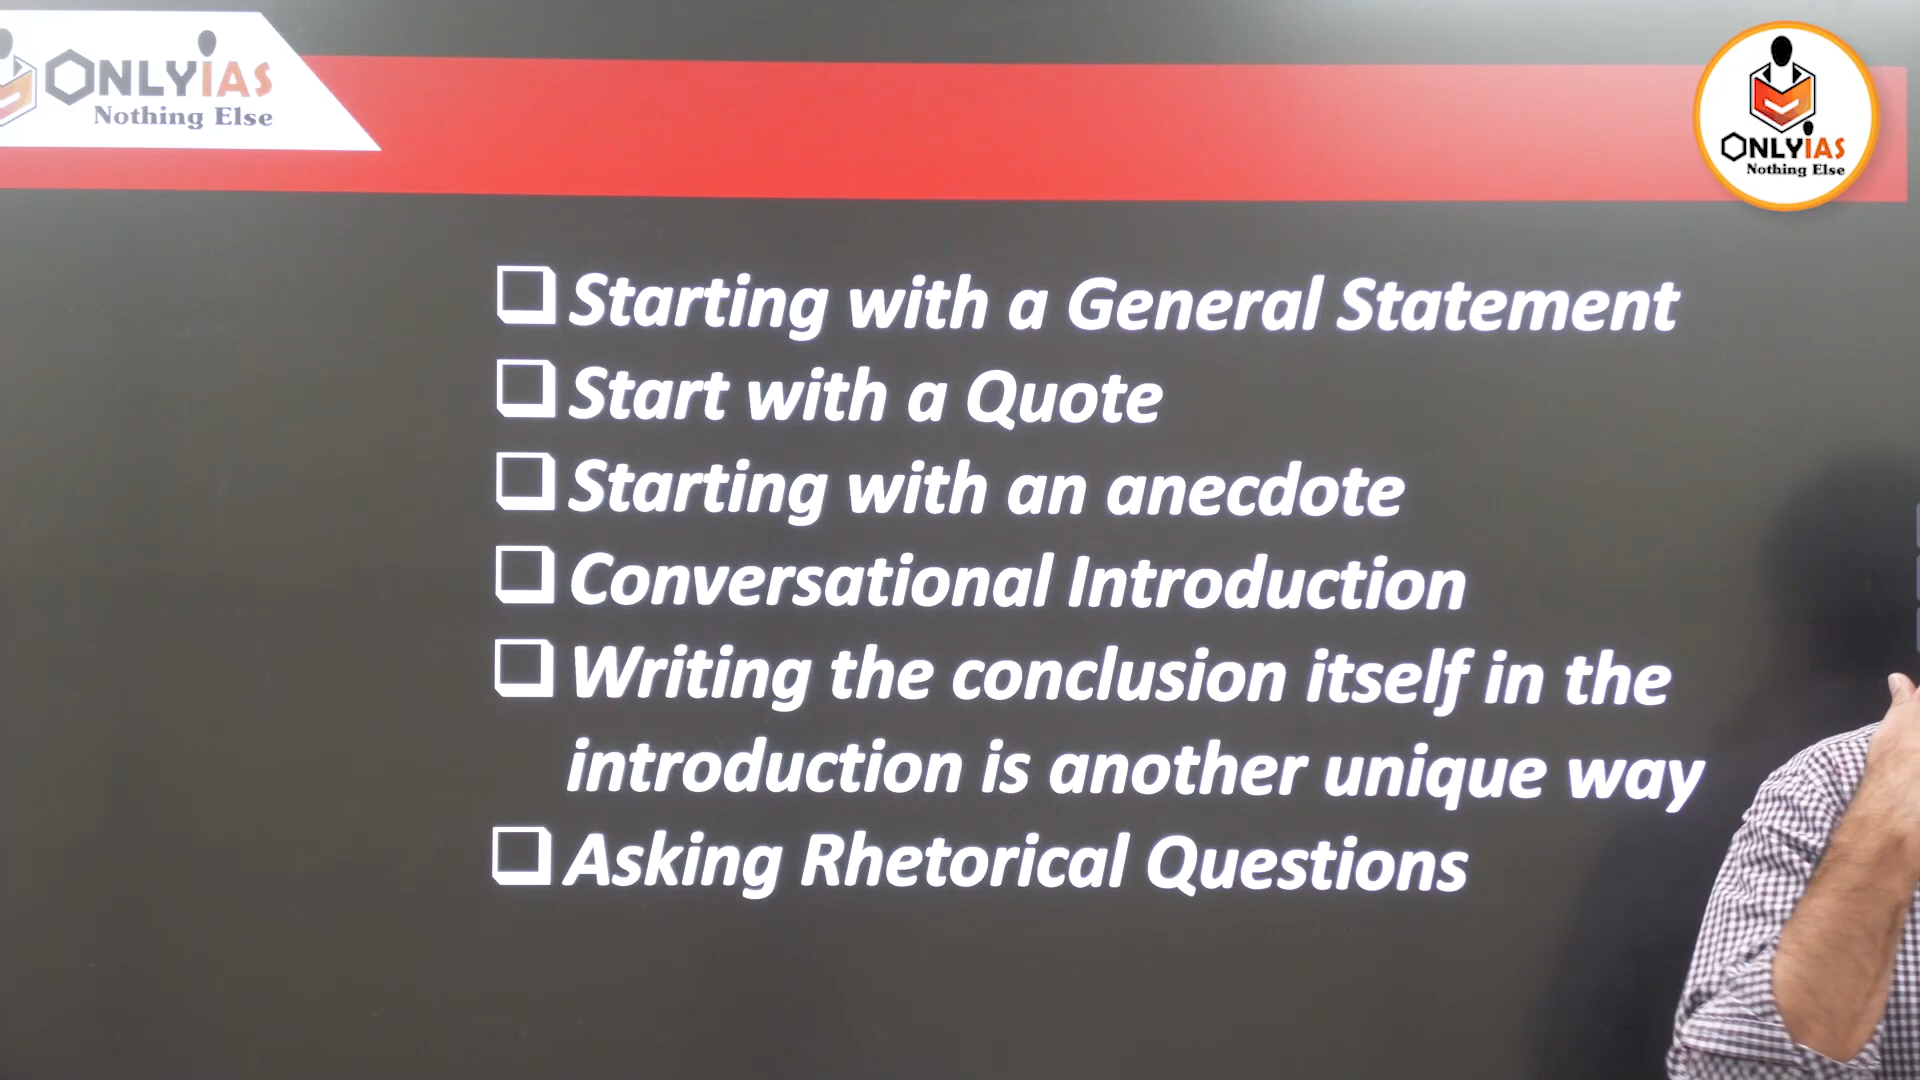 ONLYIAS
Nothing Else
ONLYIAS
Nothing Else
Starting with a General Statement
Start with a Quote
Starting with an anecdote
Conversational Introduction
Writing the conclusion itself in the
introduction is another unique way
Asking Rhetorical Questions